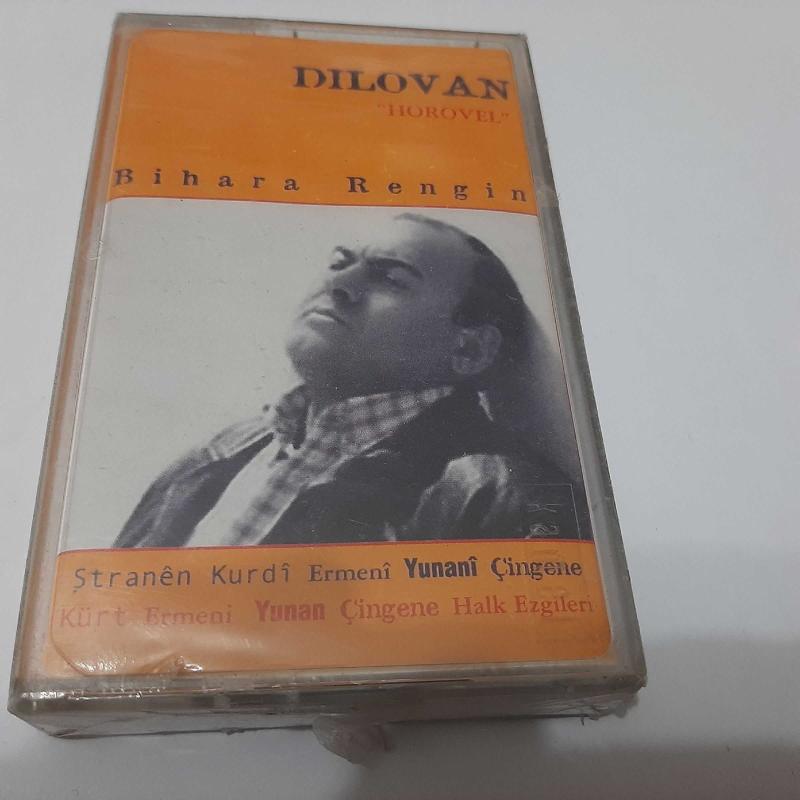 DILOVAN
"HOROVEL"
Bihara Rengin
Ştranên Kurdî Ermenî Yunanî Çingene
Kürt Ermeni Yunan Çingene Halk Ezgileri